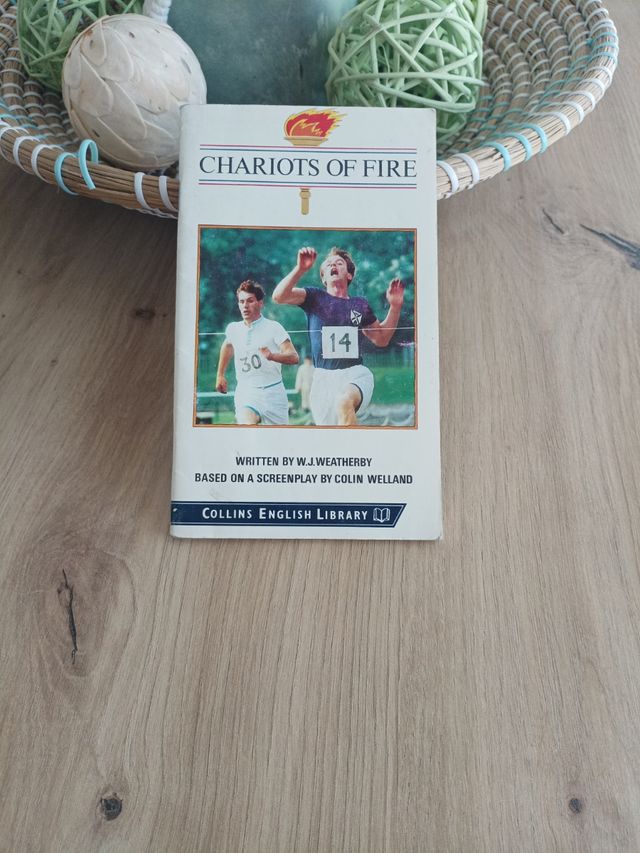 CHARIOTS OF FIRE
30
14
WRITTEN BY W.J.WEATHERBY
BASED ON A SCREENPLAY BY COLIN WELLAND
COLLINS ENGLISH LIBRARY